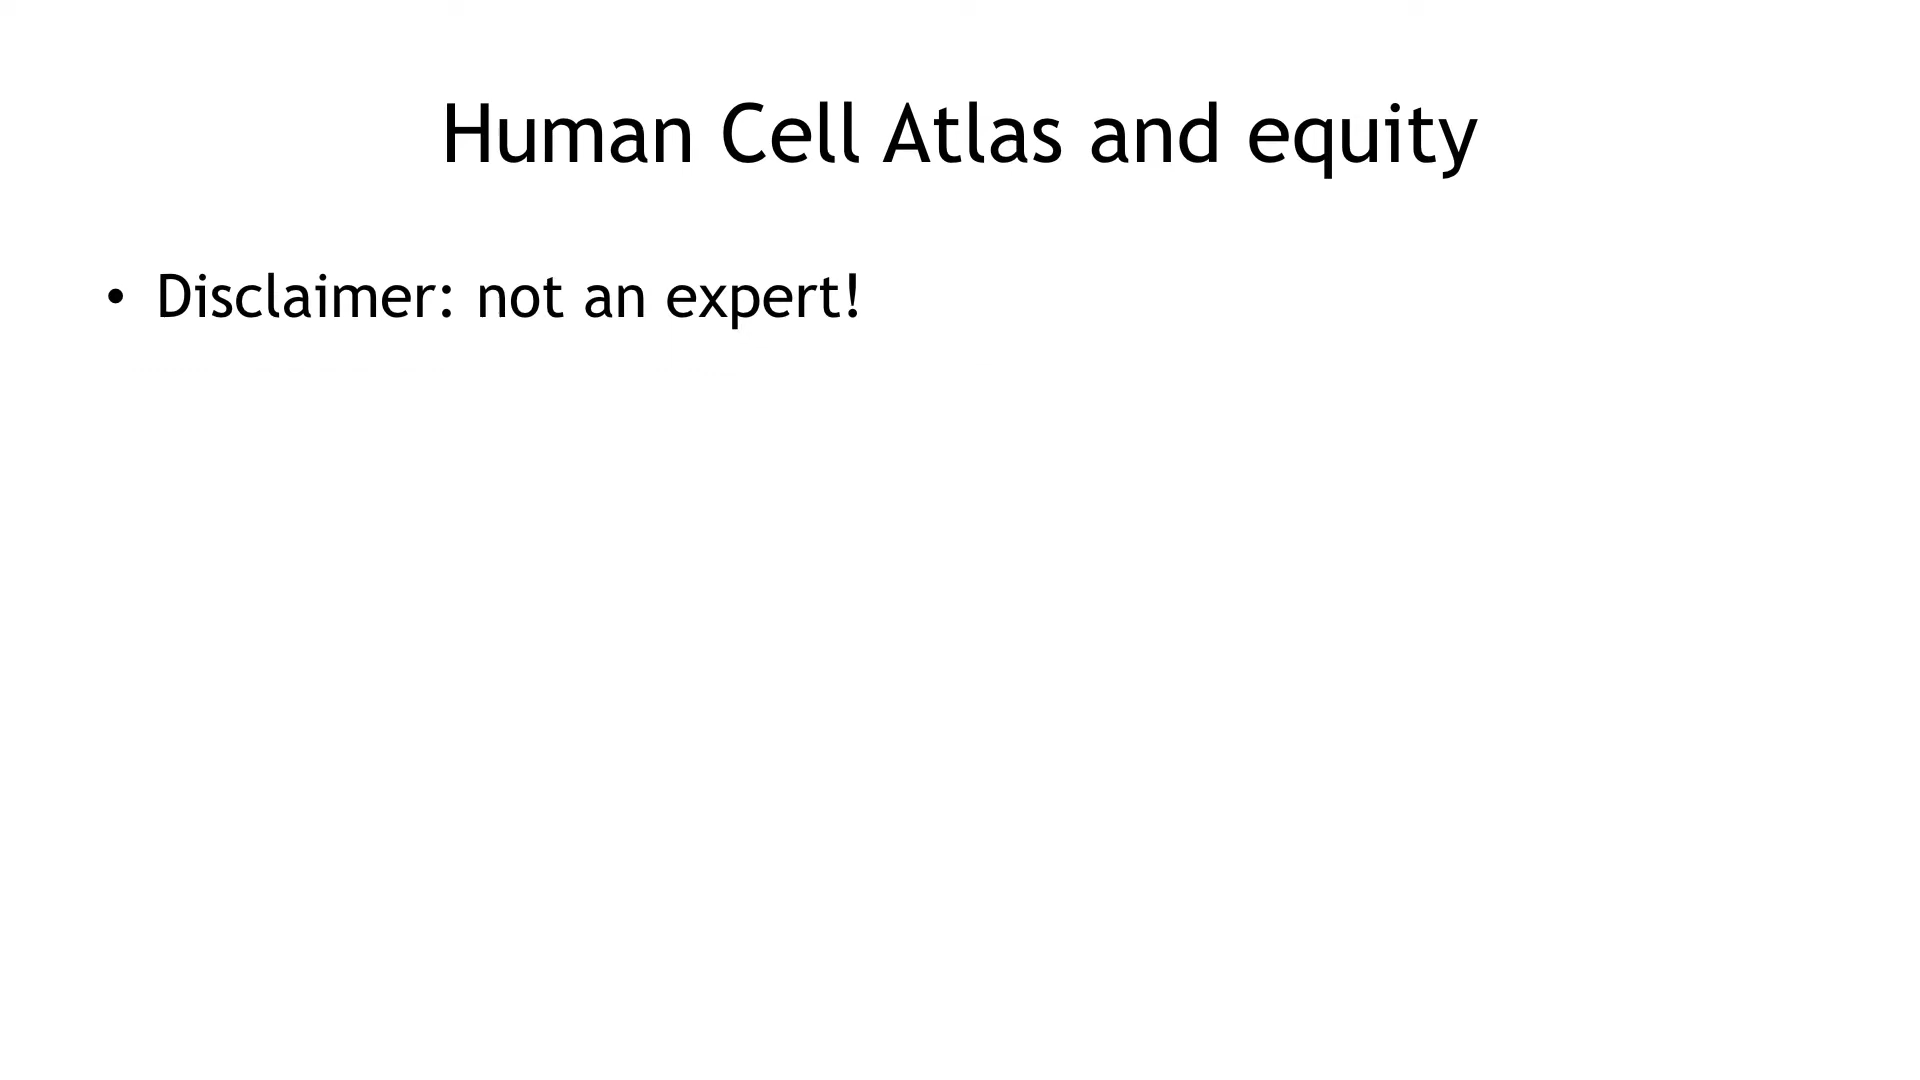 Human Cell Atlas and equity
• Disclaimer: not an expert!